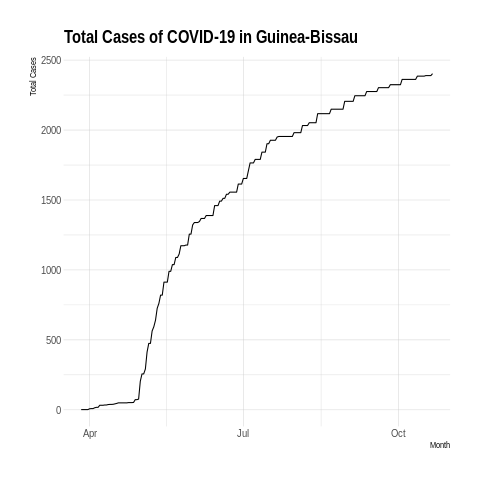 Total Cases of COVID-19 in Guinea-Bissau
Total Cases
2500
2000
1500
1000
500
0
Apr
Jul
Oct
Month